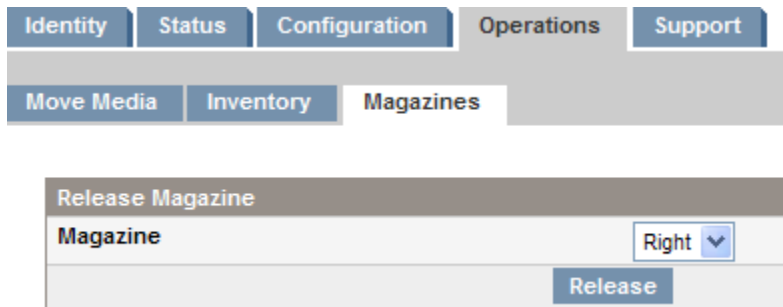 Identity Status Configuration Operations Support
Move Media Inventory Magazines
Release Magazine
Magazine Right
Release